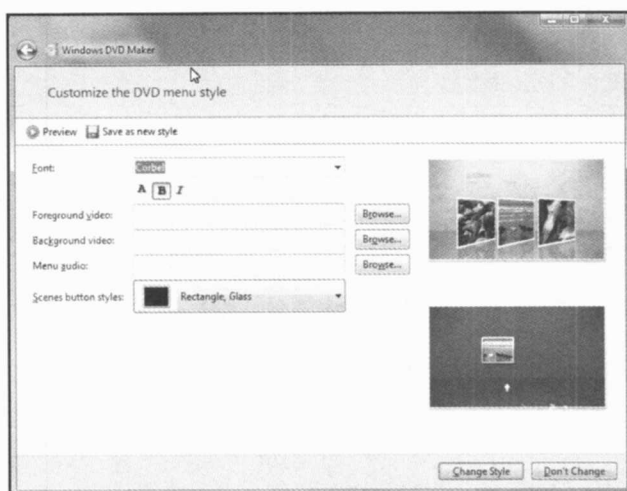 Windows DVD Maker
Customize the DVD menu style
Preview Save as new style
Font: Corbel
A B I
Foreground video: Browse...
Background video: Browse...
Menu audio: Browse...
Scenes button styles: Rectangle, Glass
Change Style Don't Change